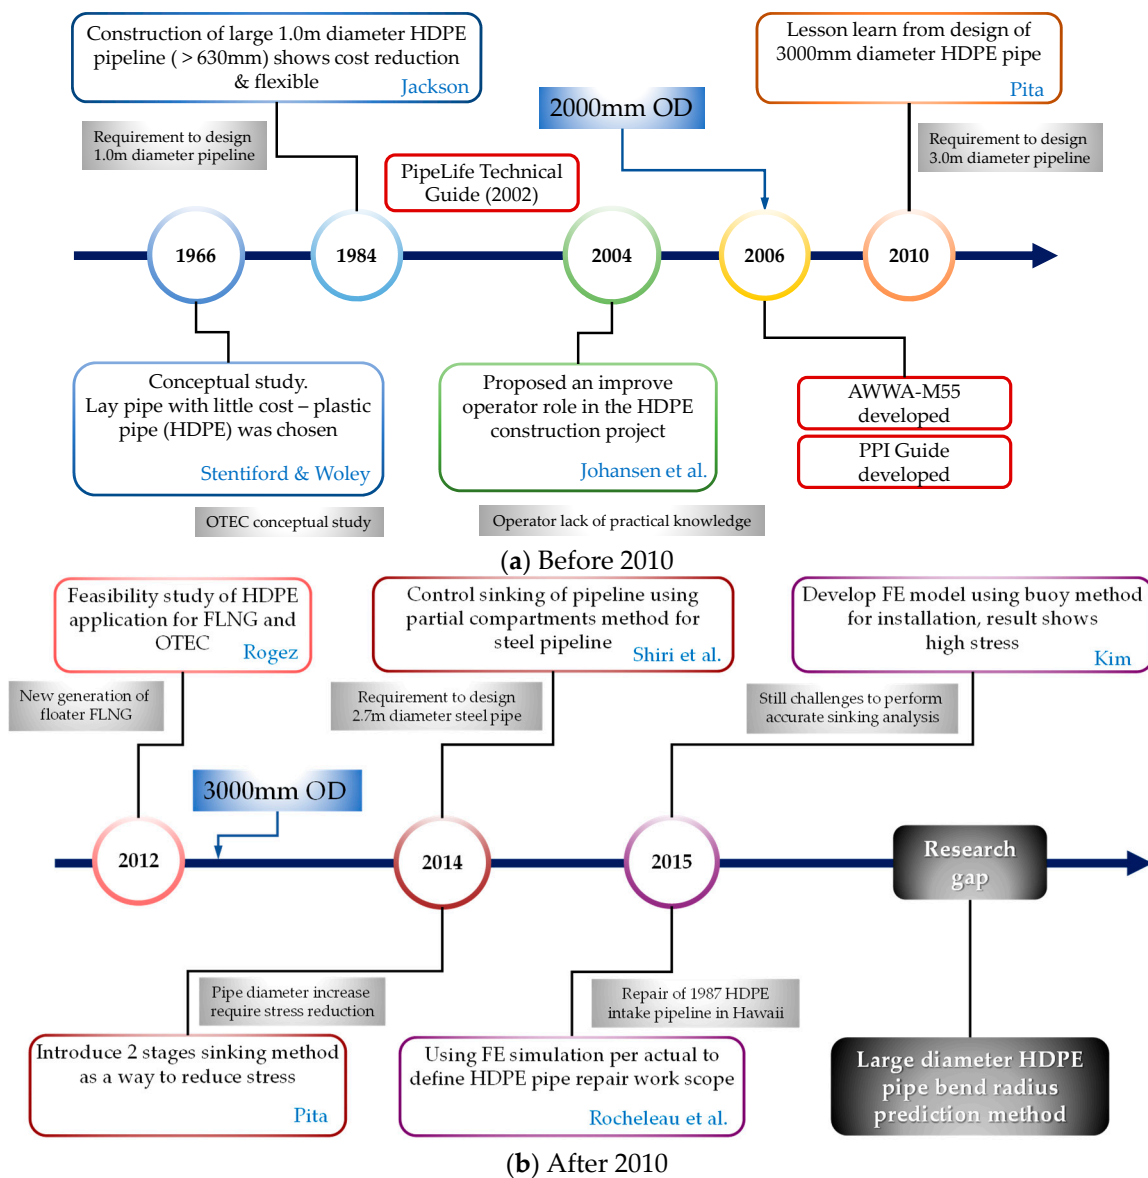 Construction of large 1.0m diameter HDPE
pipeline ( > 630mm) shows cost reduction
& flexible
Jackson
Lesson learn from design of
3000mm diameter HDPE pipe
Pita
2000mm OD
Requirement to design
1.0m diameter pipeline
Requirement to design
3.0m diameter pipeline
PipeLife Technical
Guide (2002)
1966
1984
2004
2006
2010
Conceptual study.
Lay pipe with little cost – plastic
pipe (HDPE) was chosen
Stentiford & Woley
Proposed an improve
operator role in the HDPE
construction project
Johansen et al.
AWWA-M55
developed
PPI Guide
developed
OTEC conceptual study
Operator lack of practical knowledge
(a) Before 2010
Feasibility study of HDPE
application for FLNG and
OTEC
Rogez
Control sinking of pipeline using
partial compartments method for
steel pipeline
Shiri et al.
Develop FE model using buoy method
for installation, result shows
high stress
Kim
New generation of
floater FLNG
Requirement to design
2.7m diameter steel pipe
Still challenges to perform
accurate sinking analysis
3000mm OD
2012
2014
2015
Research
gap
Pipe diameter increase
require stress reduction
Repair of 1987 HDPE
intake pipeline in Hawaii
Introduce 2 stages sinking method
as a way to reduce stress
Pita
Using FE simulation per actual to
define HDPE pipe repair work scope
Rocheleau et al.
Large diameter HDPE
pipe bend radius
prediction method
(b) After 2010